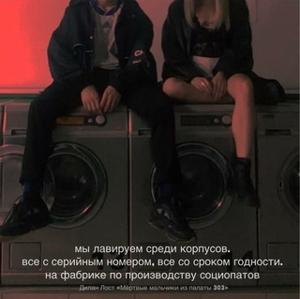 мы лавируем среди корпусов.
все с серийным номером, все со сроком годности.
на фабрике по производству социопатов
Дилан Лост «Мёртвые мальчики из палаты 303»